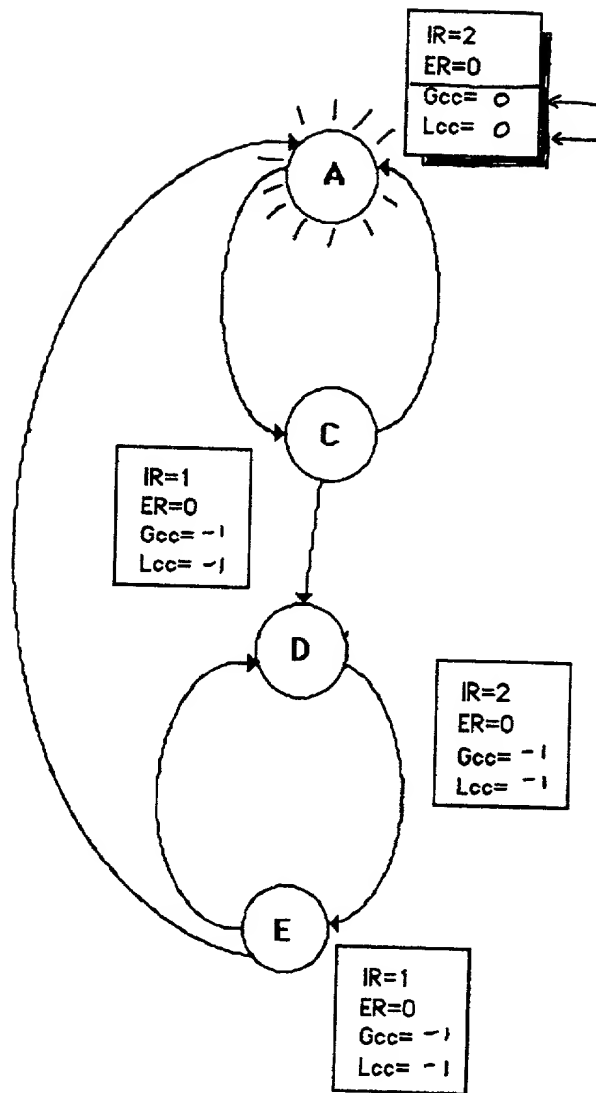 IR=2
ER=0
Gcc= 0
Lcc= 0
A
C
IR=1
ER=0
Gcc= -1
Lcc= -1
D
IR=2
ER=0
Gcc= -1
Lcc= -1
E
IR=1
ER=0
Gcc= -1
Lcc= -1